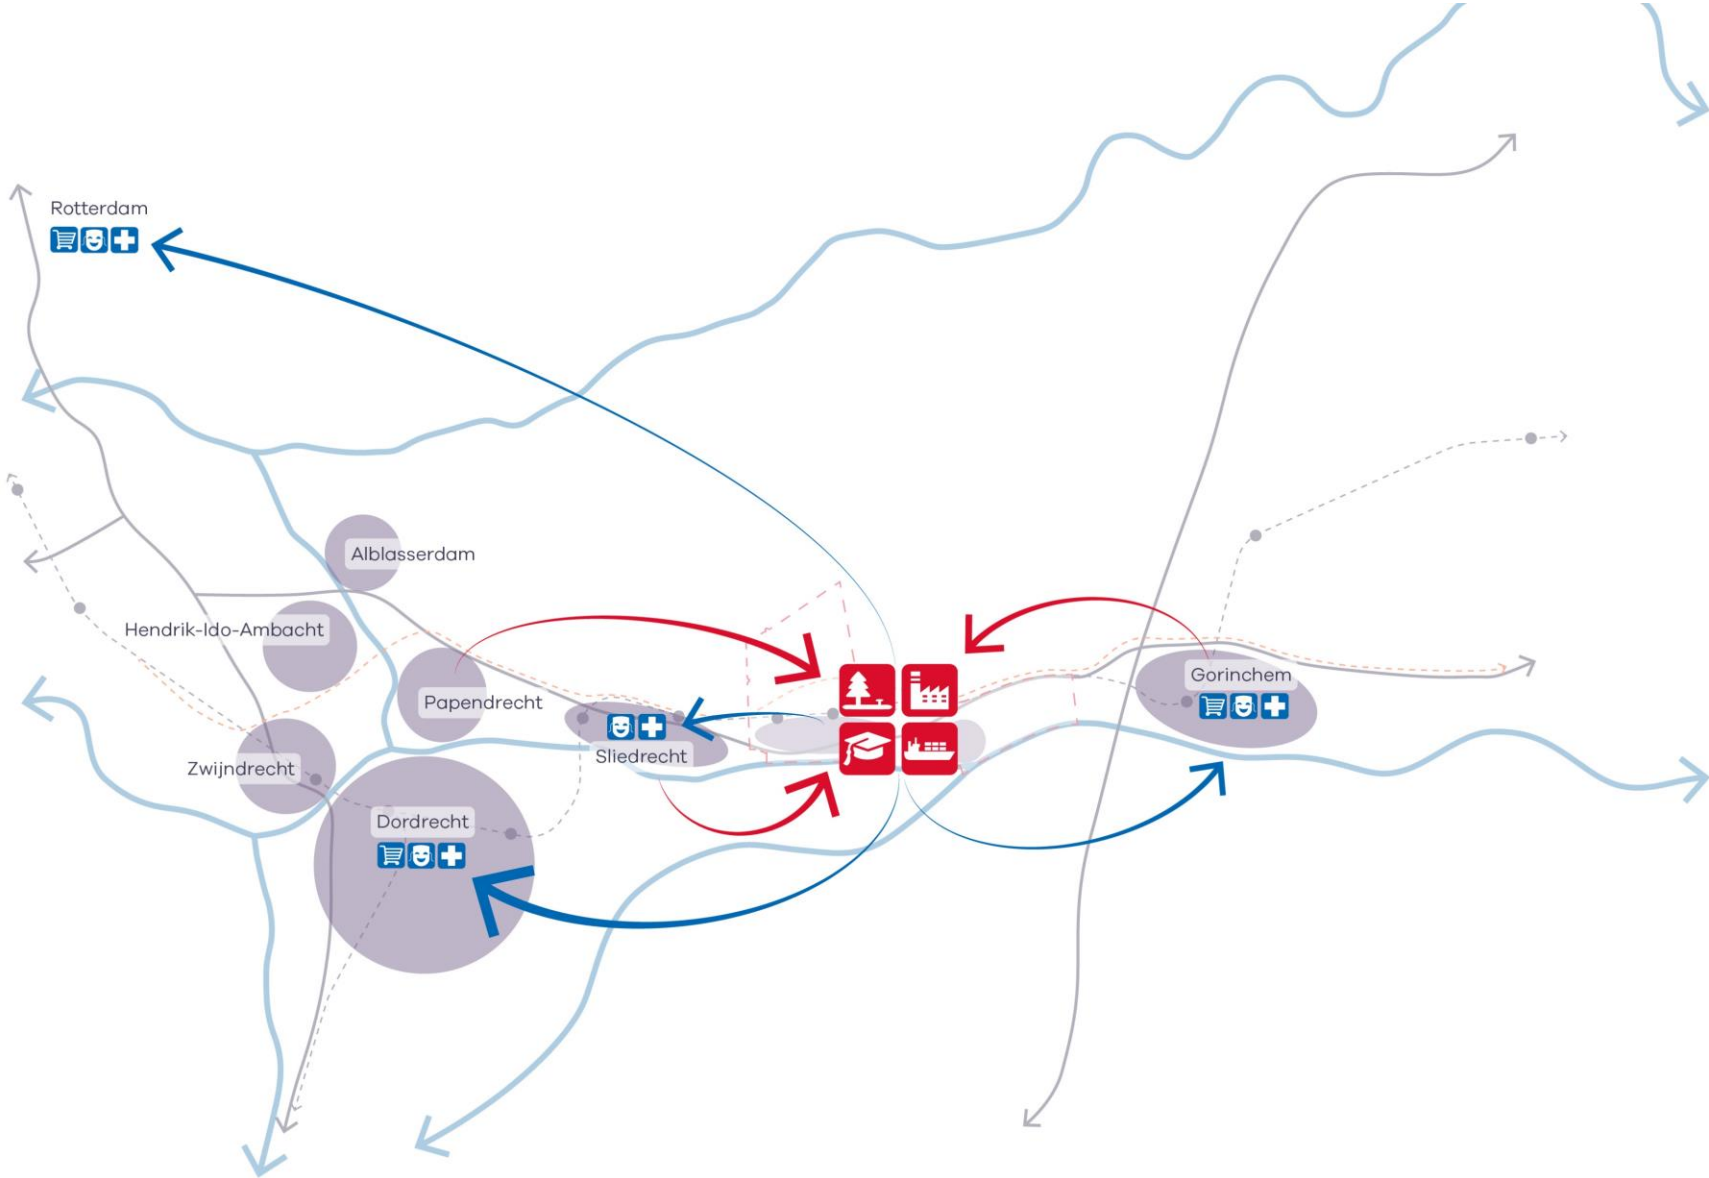 Rotterdam
Alblasserdam
Hendrik-Ido-Ambacht
Gorinchem
Papendrecht
Sliedrecht
Zwijndrecht
Dordrecht